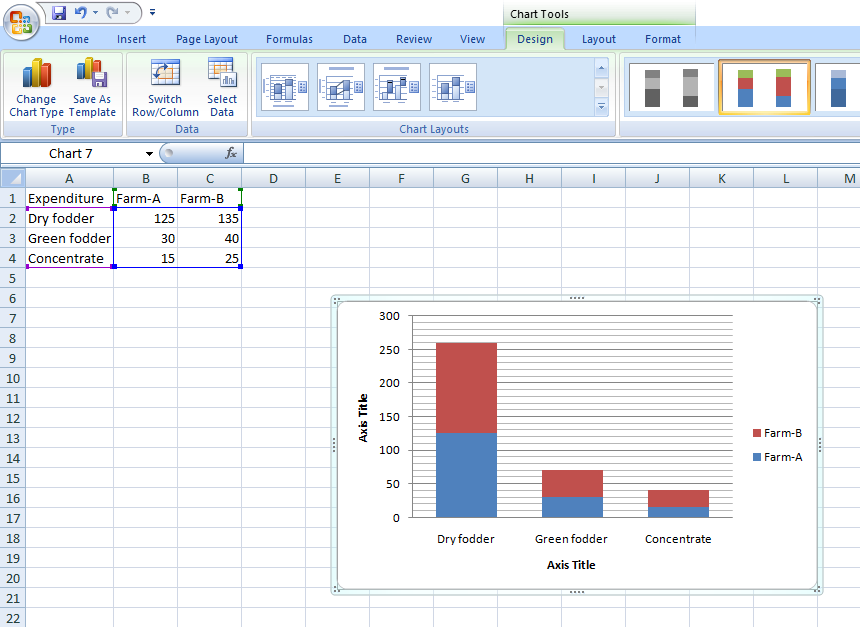 Chart Tools
Home Insert Page Layout Formulas Data Review View Design Layout Format
Change Chart Type
Save As Template
Switch Row/Column
Select Data
Type Data Chart Layouts
Chart 7 fx
A B C D E F G H I J K L M
1 Expenditure Farm-A Farm-B
2 Dry fodder 125 135
3 Green fodder 30 40
4 Concentrate 15 25
5
6
7
8
9
10
11
12
13
14
15
16
17
18
19
20
21
22
300
250
200
150
100
50
0
Axis Title
Farm-B
Farm-A
Dry fodder Green fodder Concentrate
Axis Title